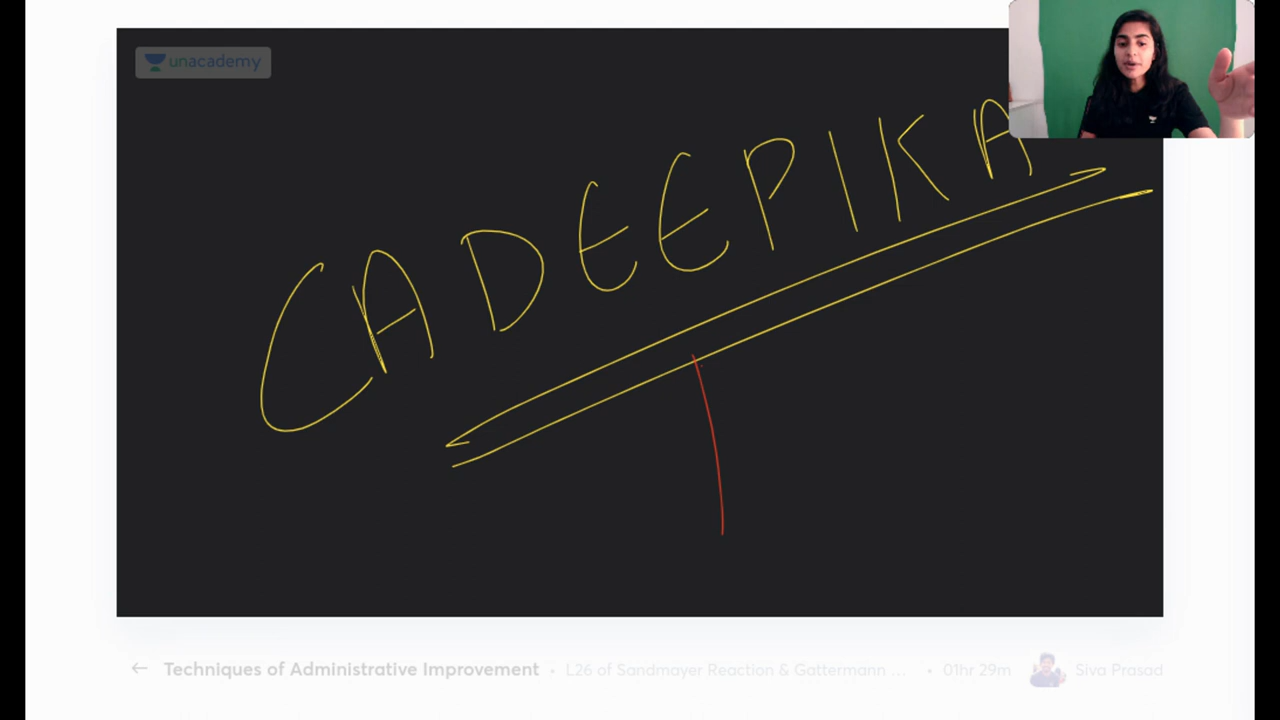 unacademy
CADEEPIKA
← Techniques of Administrative Improvement • L26 of Sandmayer Reaction & Gattermann ... • 01hr 29m Siva Prasad